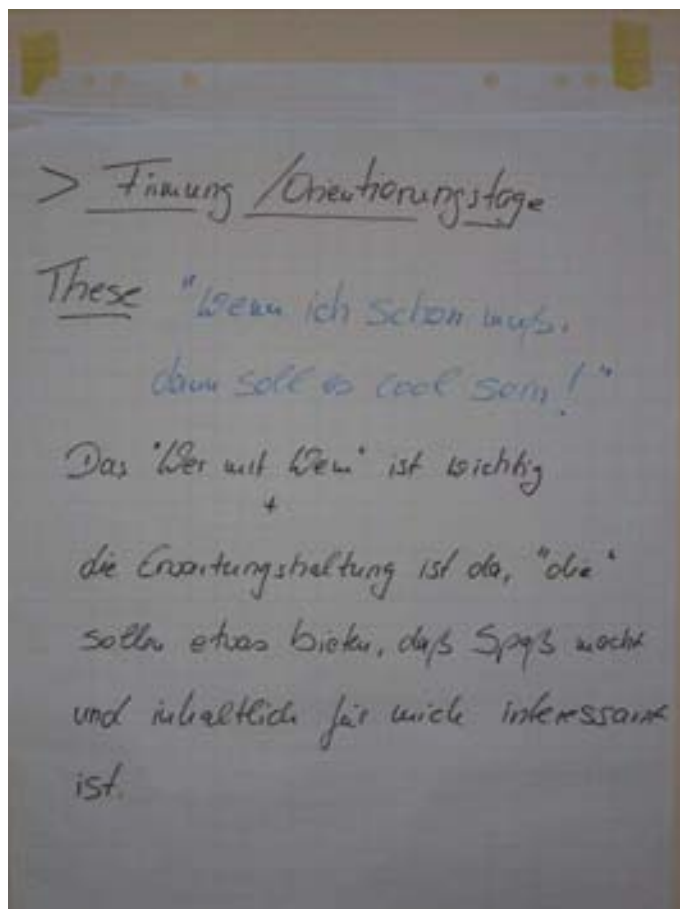 > Firmung / Orientierungstage
These "Wenn ich schon muß,
dann soll es cool sein!"
Das "Wer mit Wem" ist wichtig
+
die Erwartungshaltung ist da, "die"
sollen etwas bieten, daß Spaß macht
und inhaltlich für mich interessant
ist.